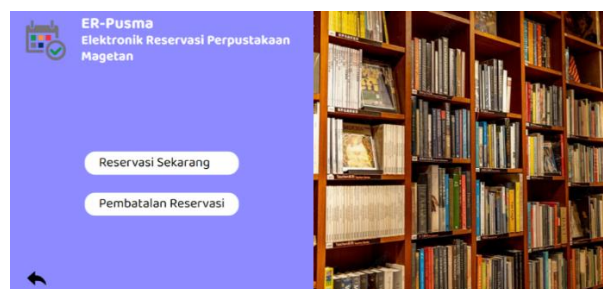 ER-Pusma
Elektronik Reservasi Perpustakaan
Magetan
Reservasi Sekarang
Pembatalan Reservasi